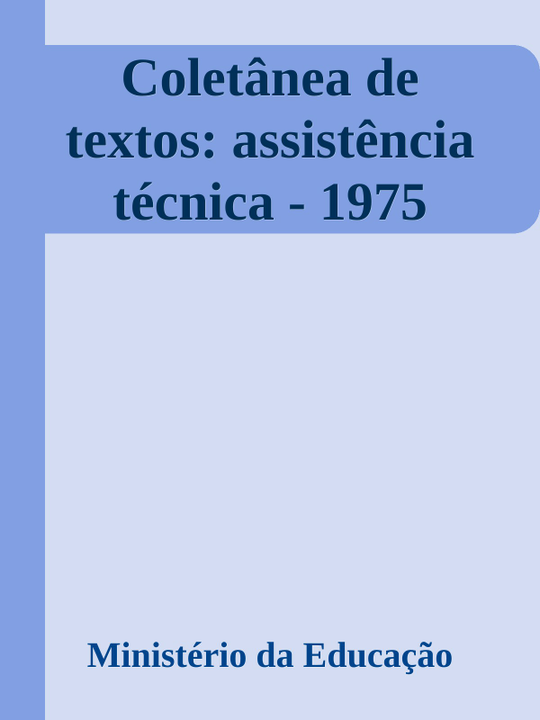 Coletânea de
textos: assistência
técnica - 1975
Ministério da Educação